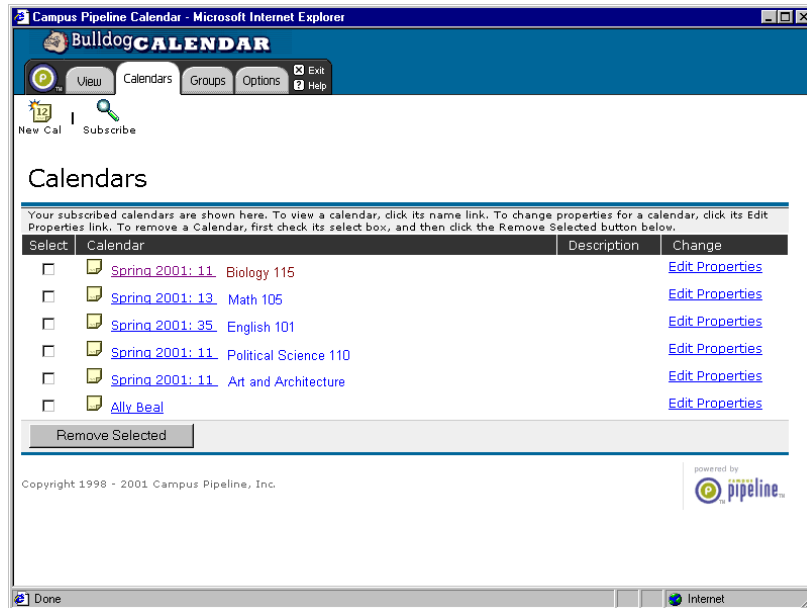 Campus Pipeline Calendar - Microsoft Internet Explorer
Bulldog CALENDAR
View Calendars Groups Options Exit
Help
12
New Cal Subscribe
Calendars
Your subscribed calendars are shown here. To view a calendar, click its name link. To change properties for a calendar, click its Edit
Properties link. To remove a Calendar, first check its select box, and then click the Remove Selected button below.
Select Calendar Description Change
Spring 2001: 11 Biology 115 Edit Properties
Spring 2001: 13 Math 105 Edit Properties
Spring 2001: 35 English 101 Edit Properties
Spring 2001: 11 Political Science 110 Edit Properties
Spring 2001: 11 Art and Architecture Edit Properties
Ally Beal Edit Properties
Remove Selected
powered by
campus
Copyright 1998 - 2001 Campus Pipeline, Inc. pipeline™
Done Internet